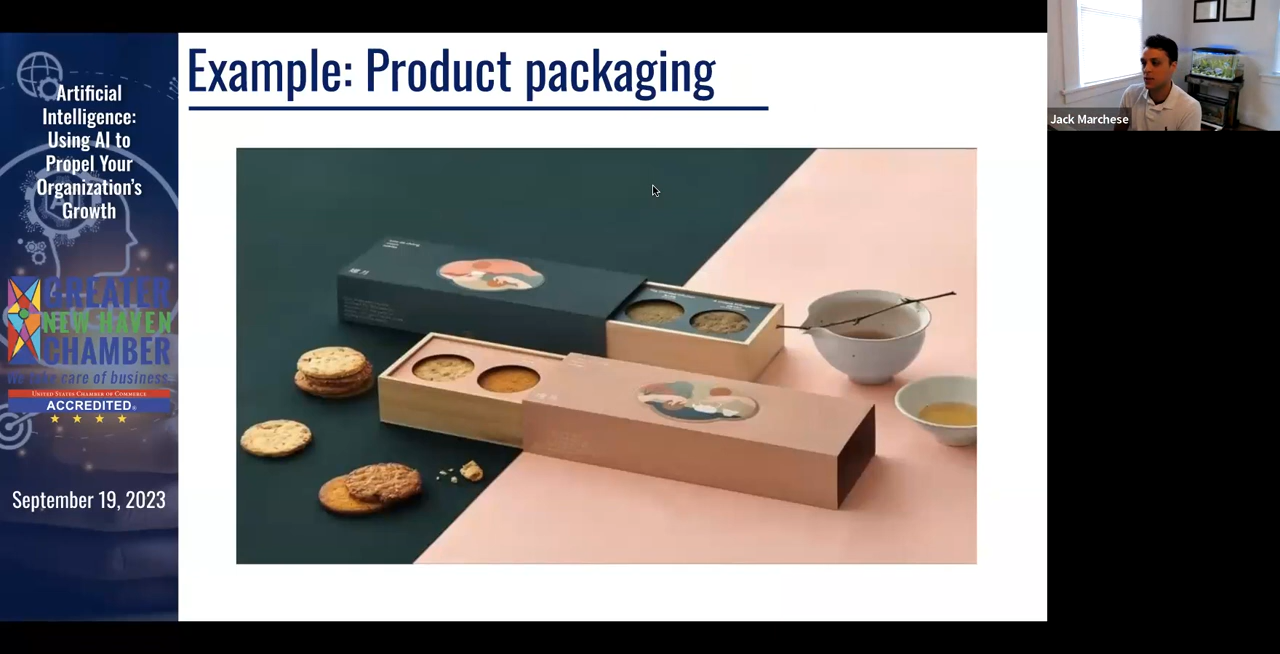 Example: Product packaging
Artificial
Intelligence:
Using AI to
Propel Your
Organization's
Growth
GREATER
NEW HAVEN
CHAMBER
We take care of business
UNITED STATES CHAMBER OF COMMERCE
ACCREDITED
September 19, 2023
Jack Marchese